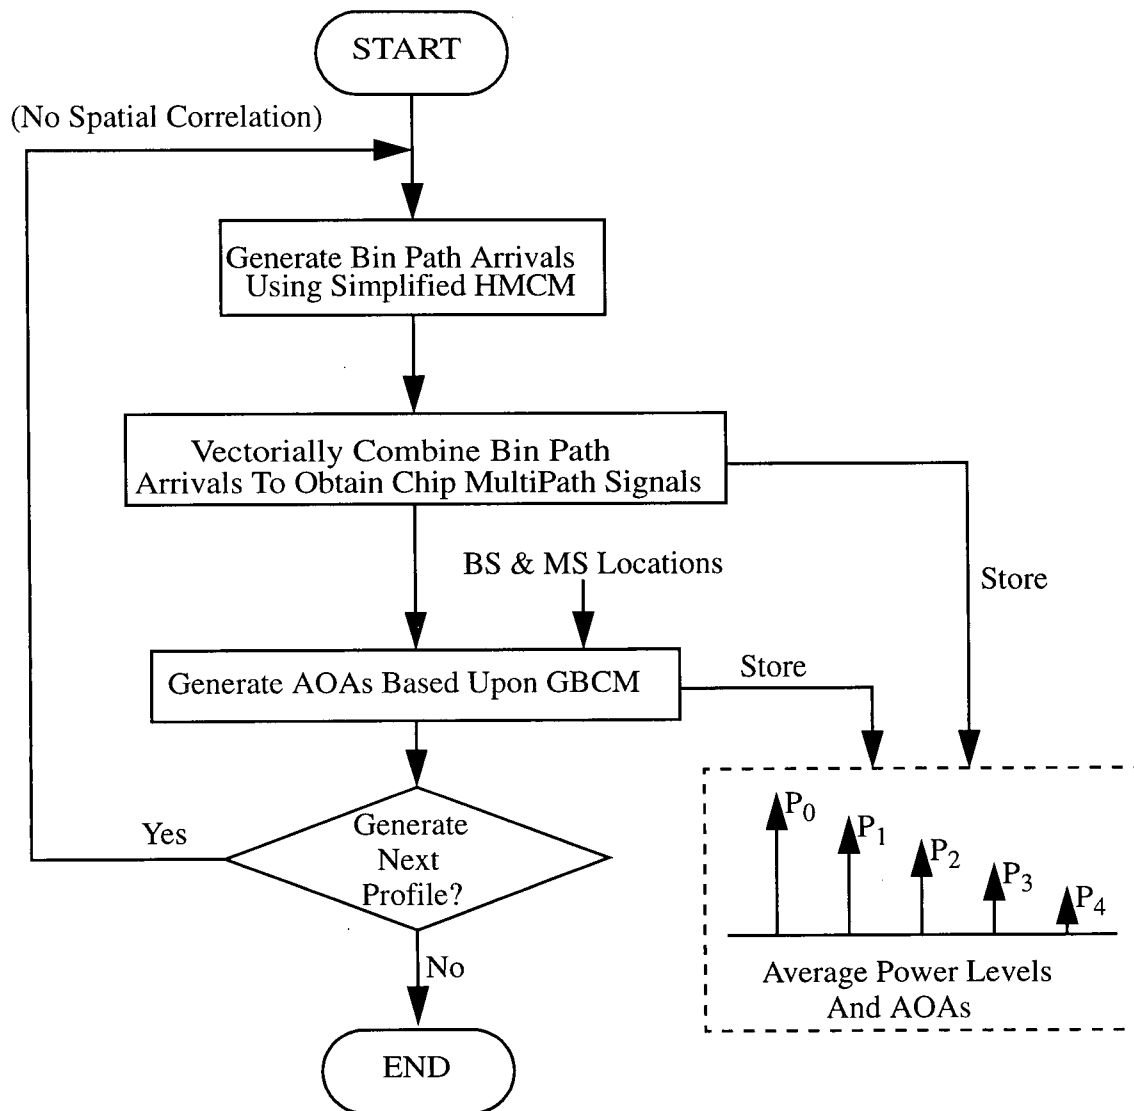 START
(No Spatial Correlation)
Generate Bin Path Arrivals
Using Simplified HMCM
Vectorially Combine Bin Path
Arrivals To Obtain Chip MultiPath Signals
BS & MS Locations
Store
Generate AOAs Based Upon GBCM
Store
Yes
Generate
Next
Profile?
P0
P1
P2
P3
P4
Average Power Levels
And AOAs
No
END